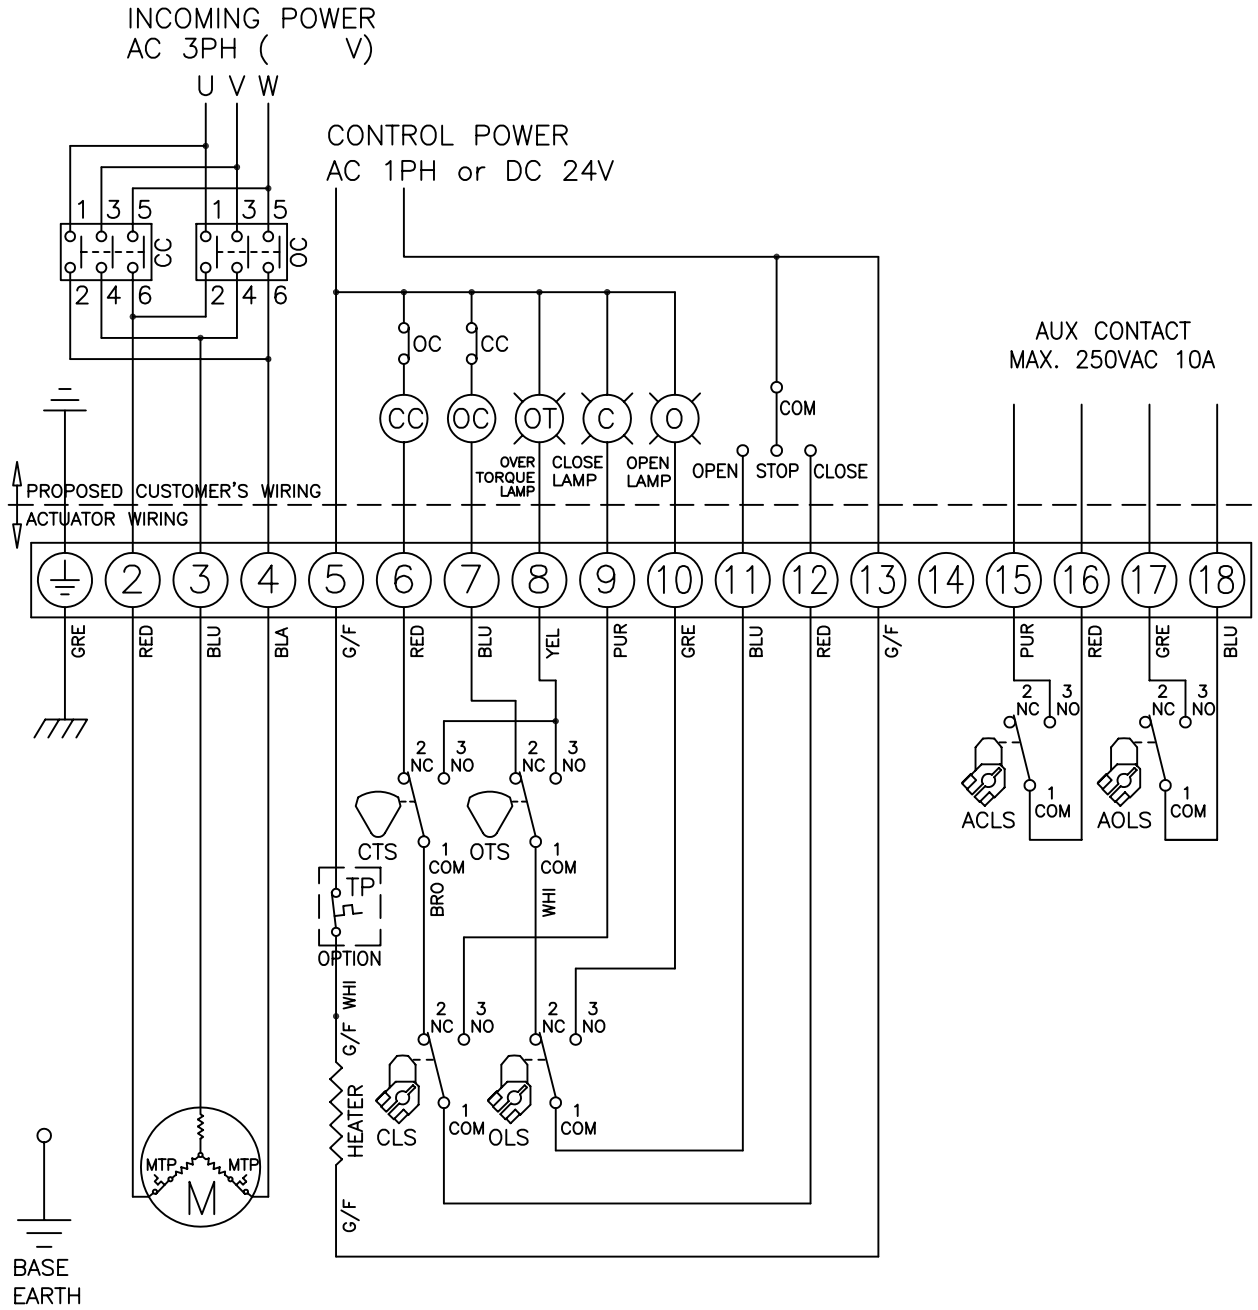 INCOMING POWER
AC 3PH ( V)
U V W
CONTROL POWER
AC 1PH or DC 24V
1 3 5
CC
2 4 6
1 3 5
OC
2 4 6
OC
CC
AUX CONTACT
MAX. 250VAC 10A
CC
OC
OT
C
O
COM
OVER
TORQUE
LAMP
CLOSE
LAMP
OPEN
LAMP
OPEN
STOP
CLOSE
PROPOSED CUSTOMER'S WIRING
ACTUATOR WIRING
2 3 4 5 6 7 8 9 10 11 12 13 14 15 16 17 18
GRE
RED
BLU
BLA
G/F
RED
BLU
YEL
PUR
GRE
BLU
RED
G/F
PUR
RED
GRE
BLU
2
NC
3
NO
2
NC
3
NO
2
NC
3
NO
2
NC
3
NO
1
COM
ACLS
1
COM
AOLS
CTS
1
COM
OTS
1
COM
TP
OPTION
BRO
WHI
WHI
G/F
2
NC
3
NO
2
NC
3
NO
HEATER
CLS
1
COM
OLS
1
COM
MTP
MTP
M
G/F
BASE
EARTH